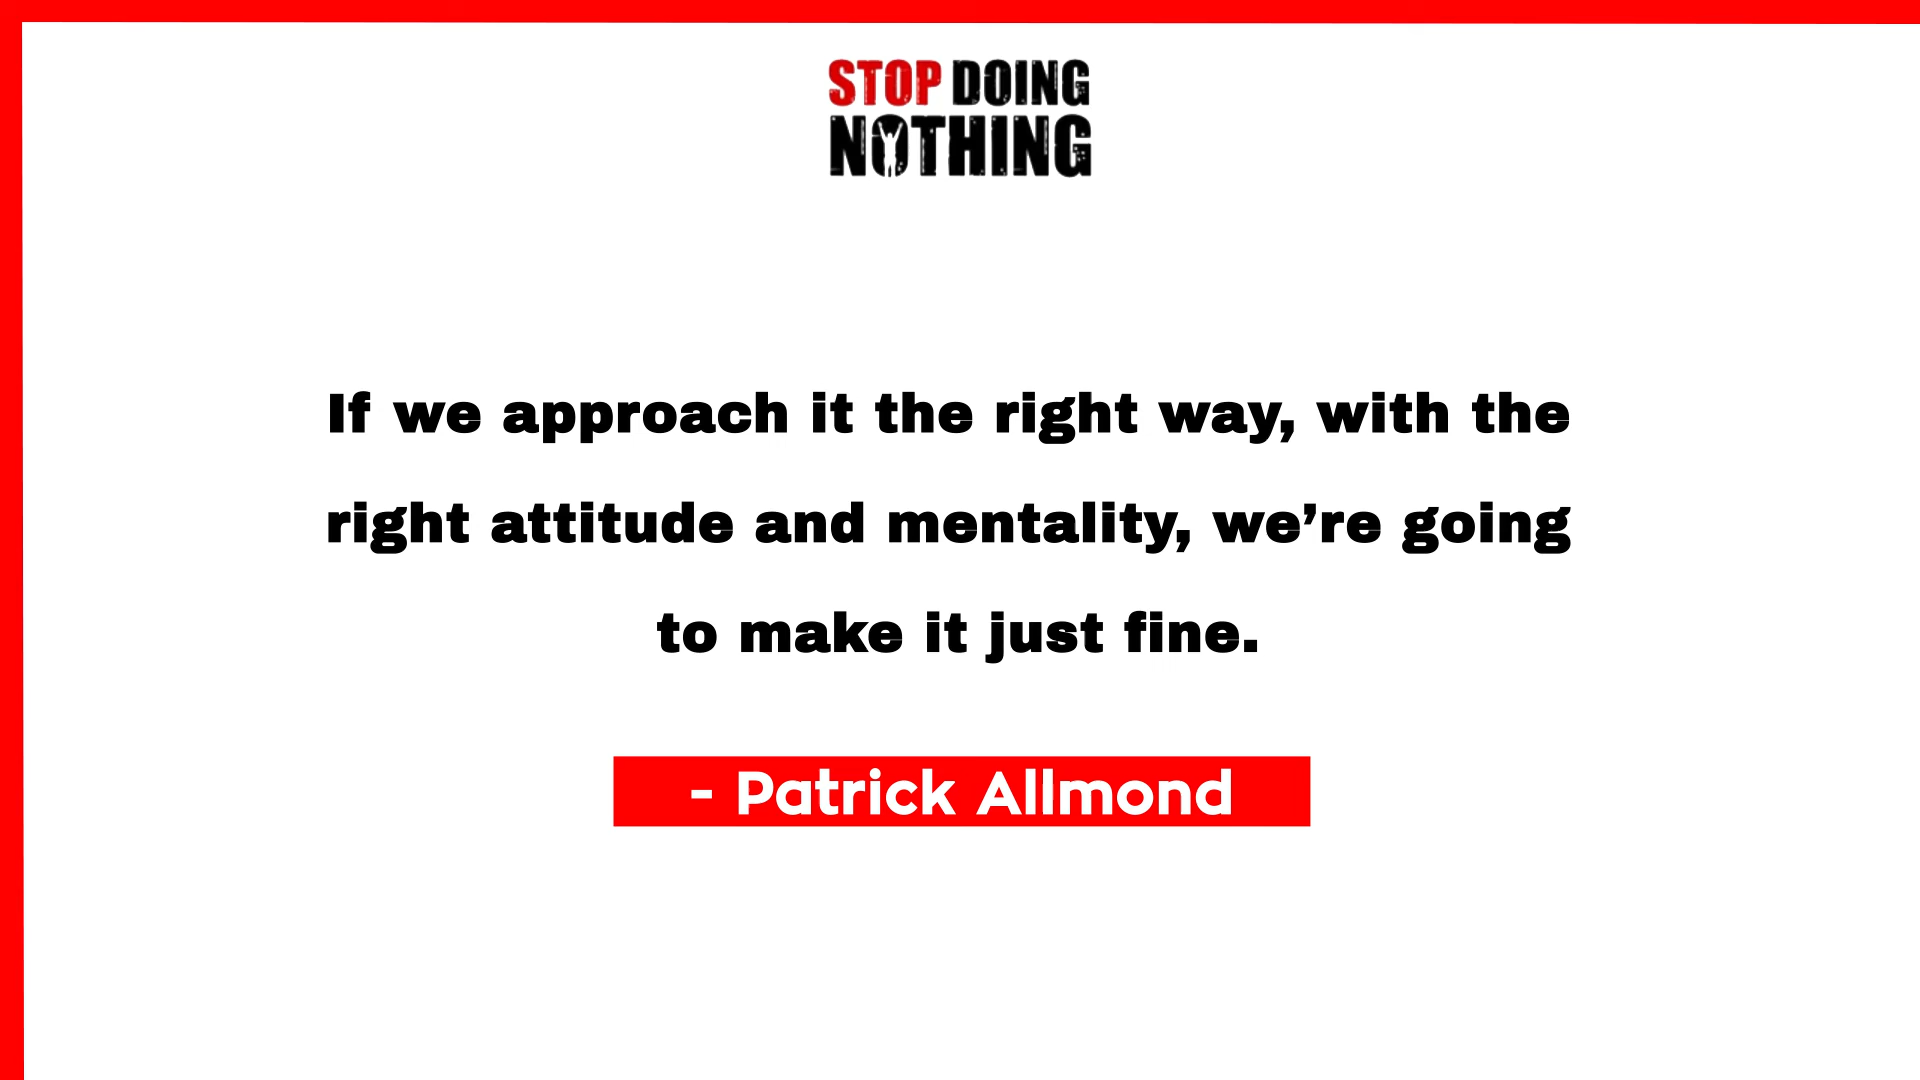 STOP DOING
NOTHING
If we approach it the right way, with the
right attitude and mentality, we’re going
to make it just fine.
- Patrick Allmond